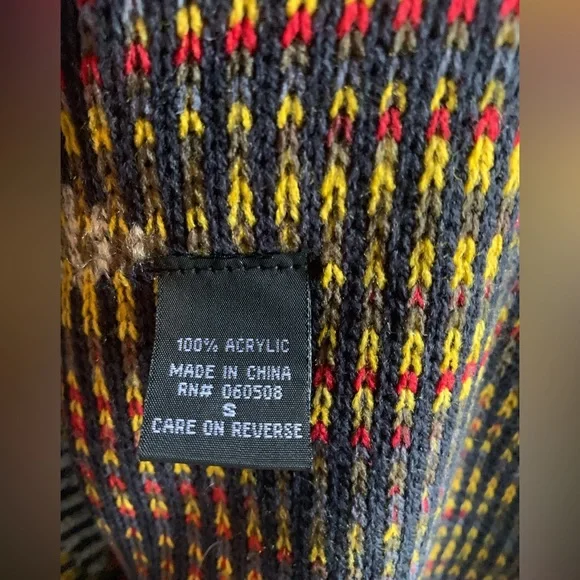 100% ACRYLIC
MADE IN CHINA
RN# 060508
S
CARE ON REVERSE